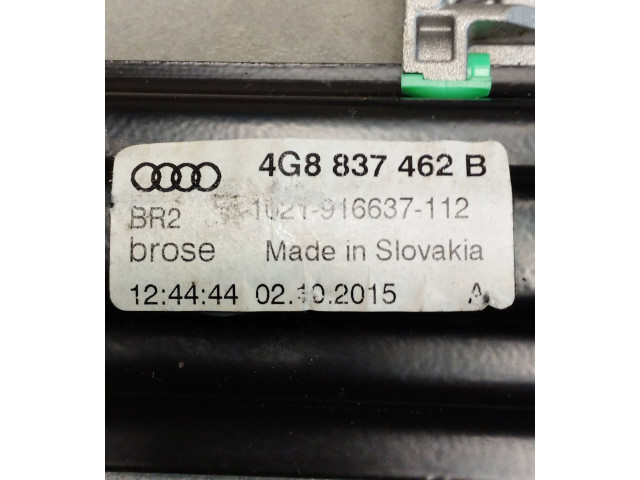 4G8 837 462 B
BR2 1021-916637-112
brose Made in Slovakia
12:44:44 02.10.2015 A